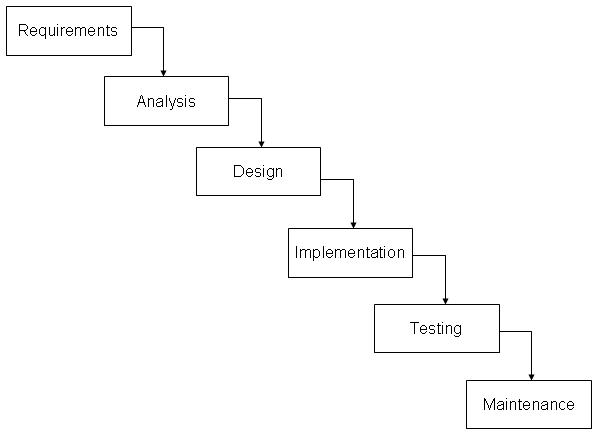 Requirements
Analysis
Design
Implementation
Testing
Maintenance